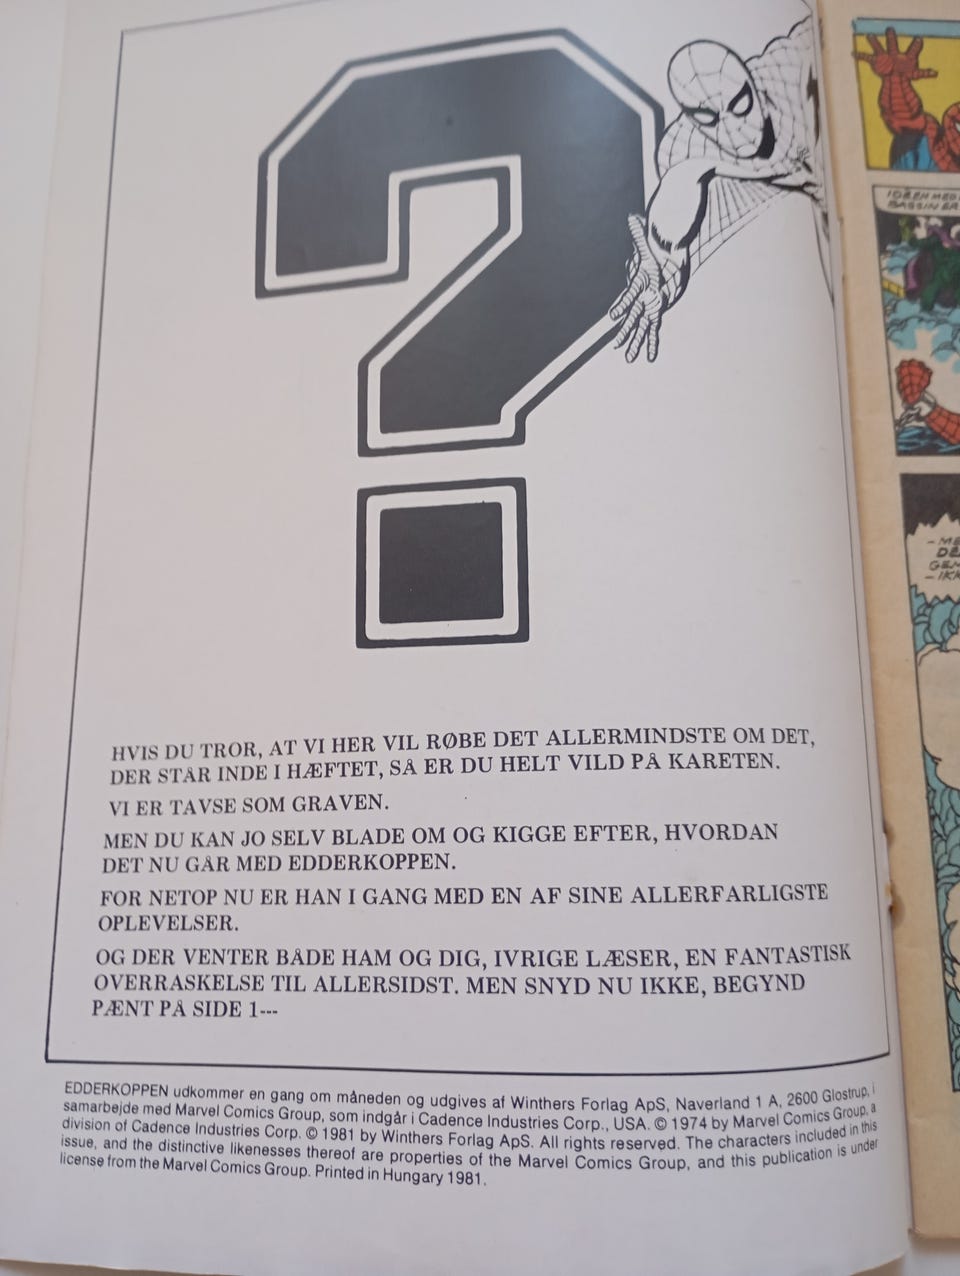 ?
HVIS DU TROR, AT VI HER VIL RØBE DET ALLERMINDSTE OM DET,
DER STÅR INDE I HÆFTET, SÅ ER DU HELT VILD PÅ KARETEN.
VI ER TAVSE SOM GRAVEN.
MEN DU KAN JO SELV BLADE OM OG KIGGE EFTER, HVORDAN
DET NU GÅR MED EDDERKOPPEN.
FOR NETOP NU ER HAN I GANG MED EN AF SINE ALLERFARLIGSTE
OPLEVELSER.
OG DER VENTER BÅDE HAM OG DIG, IVRIGE LÆSER, EN FANTASTISK
OVERRASKELSE TIL ALLERSIDST. MEN SNYD NU IKKE, BEGYND
PÆNT PÅ SIDE 1---
EDDERKOPPEN udkommer en gang om måneden og udgives af Winthers Forlag ApS, Naverland 1 A, 2600 Glostrup, i
samarbejde med Marvel Comics Group, som indgår i Cadence Industries Corp., USA. © 1974 by Marvel Comics Group, a
division of Cadence Industries Corp. © 1981 by Winthers Forlag ApS. All rights reserved. The characters included in this
issue, and the distinctive likenesses thereof are properties of the Marvel Comics Group, and this publication is under
license from the Marvel Comics Group. Printed in Hungary 1981.
IDÉEN MED
BASSIN ER